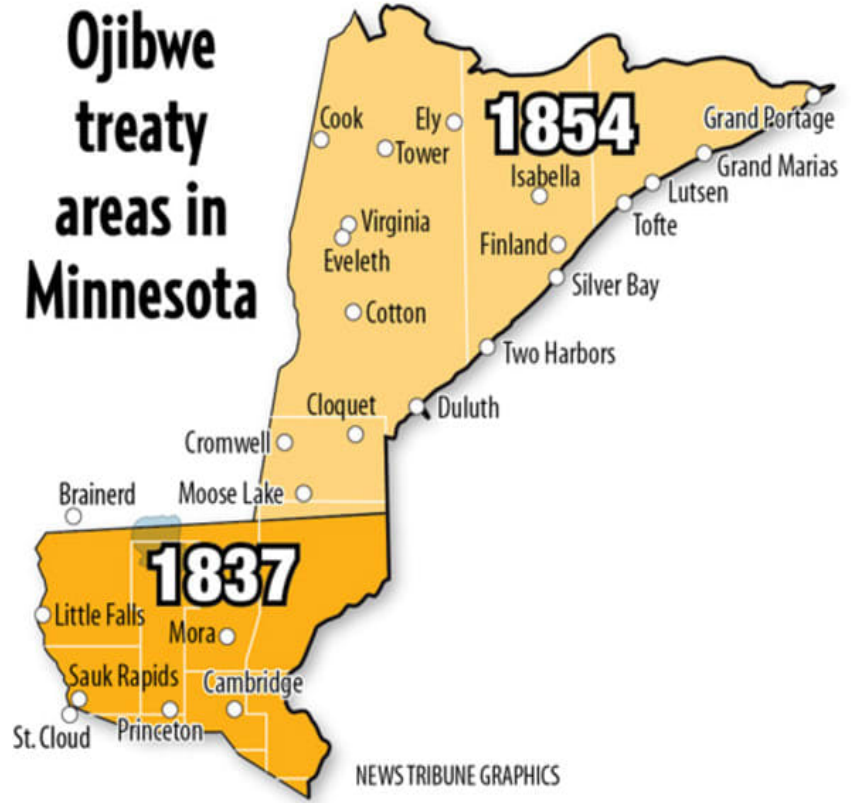 Ojibwe
treaty
areas in
Minnesota
1854
Cook
Ely
Tower
Grand Portage
Grand Marias
Isabella
Lutsen
Tofte
Virginia
Eveleth
Finland
Silver Bay
Cotton
Two Harbors
Cloquet
Duluth
Cromwell
Moose Lake
Brainerd
1837
Little Falls
Mora
Sauk Rapids
Cambridge
St. Cloud
Princeton
NEWS TRIBUNE GRAPHICS